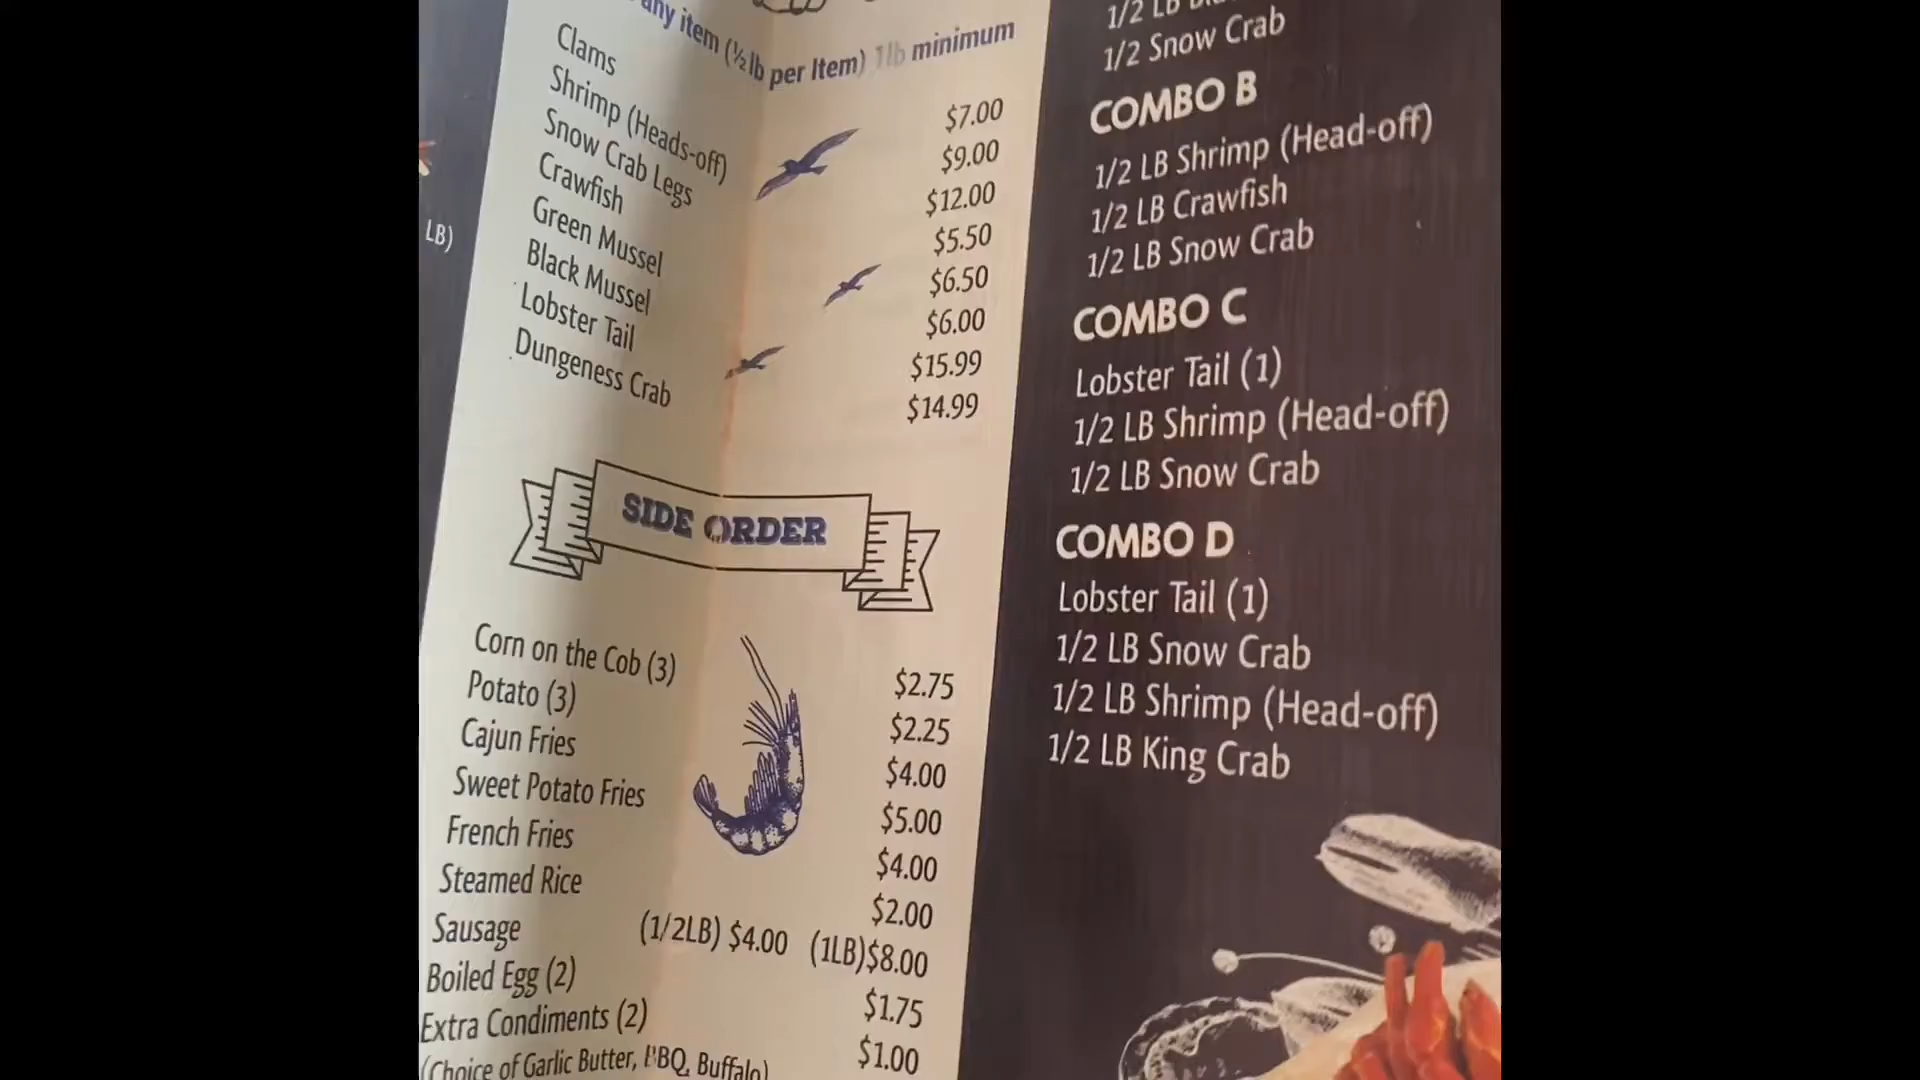 any item (½ lb per Item) 1lb minimum
Clams $7.00
Shrimp (Heads-off) $9.00
Snow Crab Legs $12.00
Crawfish $5.50
Green Mussel $6.50
Black Mussel $6.00
Lobster Tail $15.99
Dungeness Crab $14.99
SIDE ORDER
Corn on the Cob (3) $2.75
Potato (3) $2.25
Cajun Fries $4.00
Sweet Potato Fries $5.00
French Fries $4.00
Steamed Rice $2.00
Sausage (1/2LB) $4.00 (1LB)$8.00
Boiled Egg (2) $1.75
Extra Condiments (2) $1.00
(Choice of Garlic Butter, BBQ, Buffalo)
LB)
1/2 LB
1/2 Snow Crab
COMBO B
1/2 LB Shrimp (Head-off)
1/2 LB Crawfish
1/2 LB Snow Crab
COMBO C
Lobster Tail (1)
1/2 LB Shrimp (Head-off)
1/2 LB Snow Crab
COMBO D
Lobster Tail (1)
1/2 LB Snow Crab
1/2 LB Shrimp (Head-off)
1/2 LB King Crab